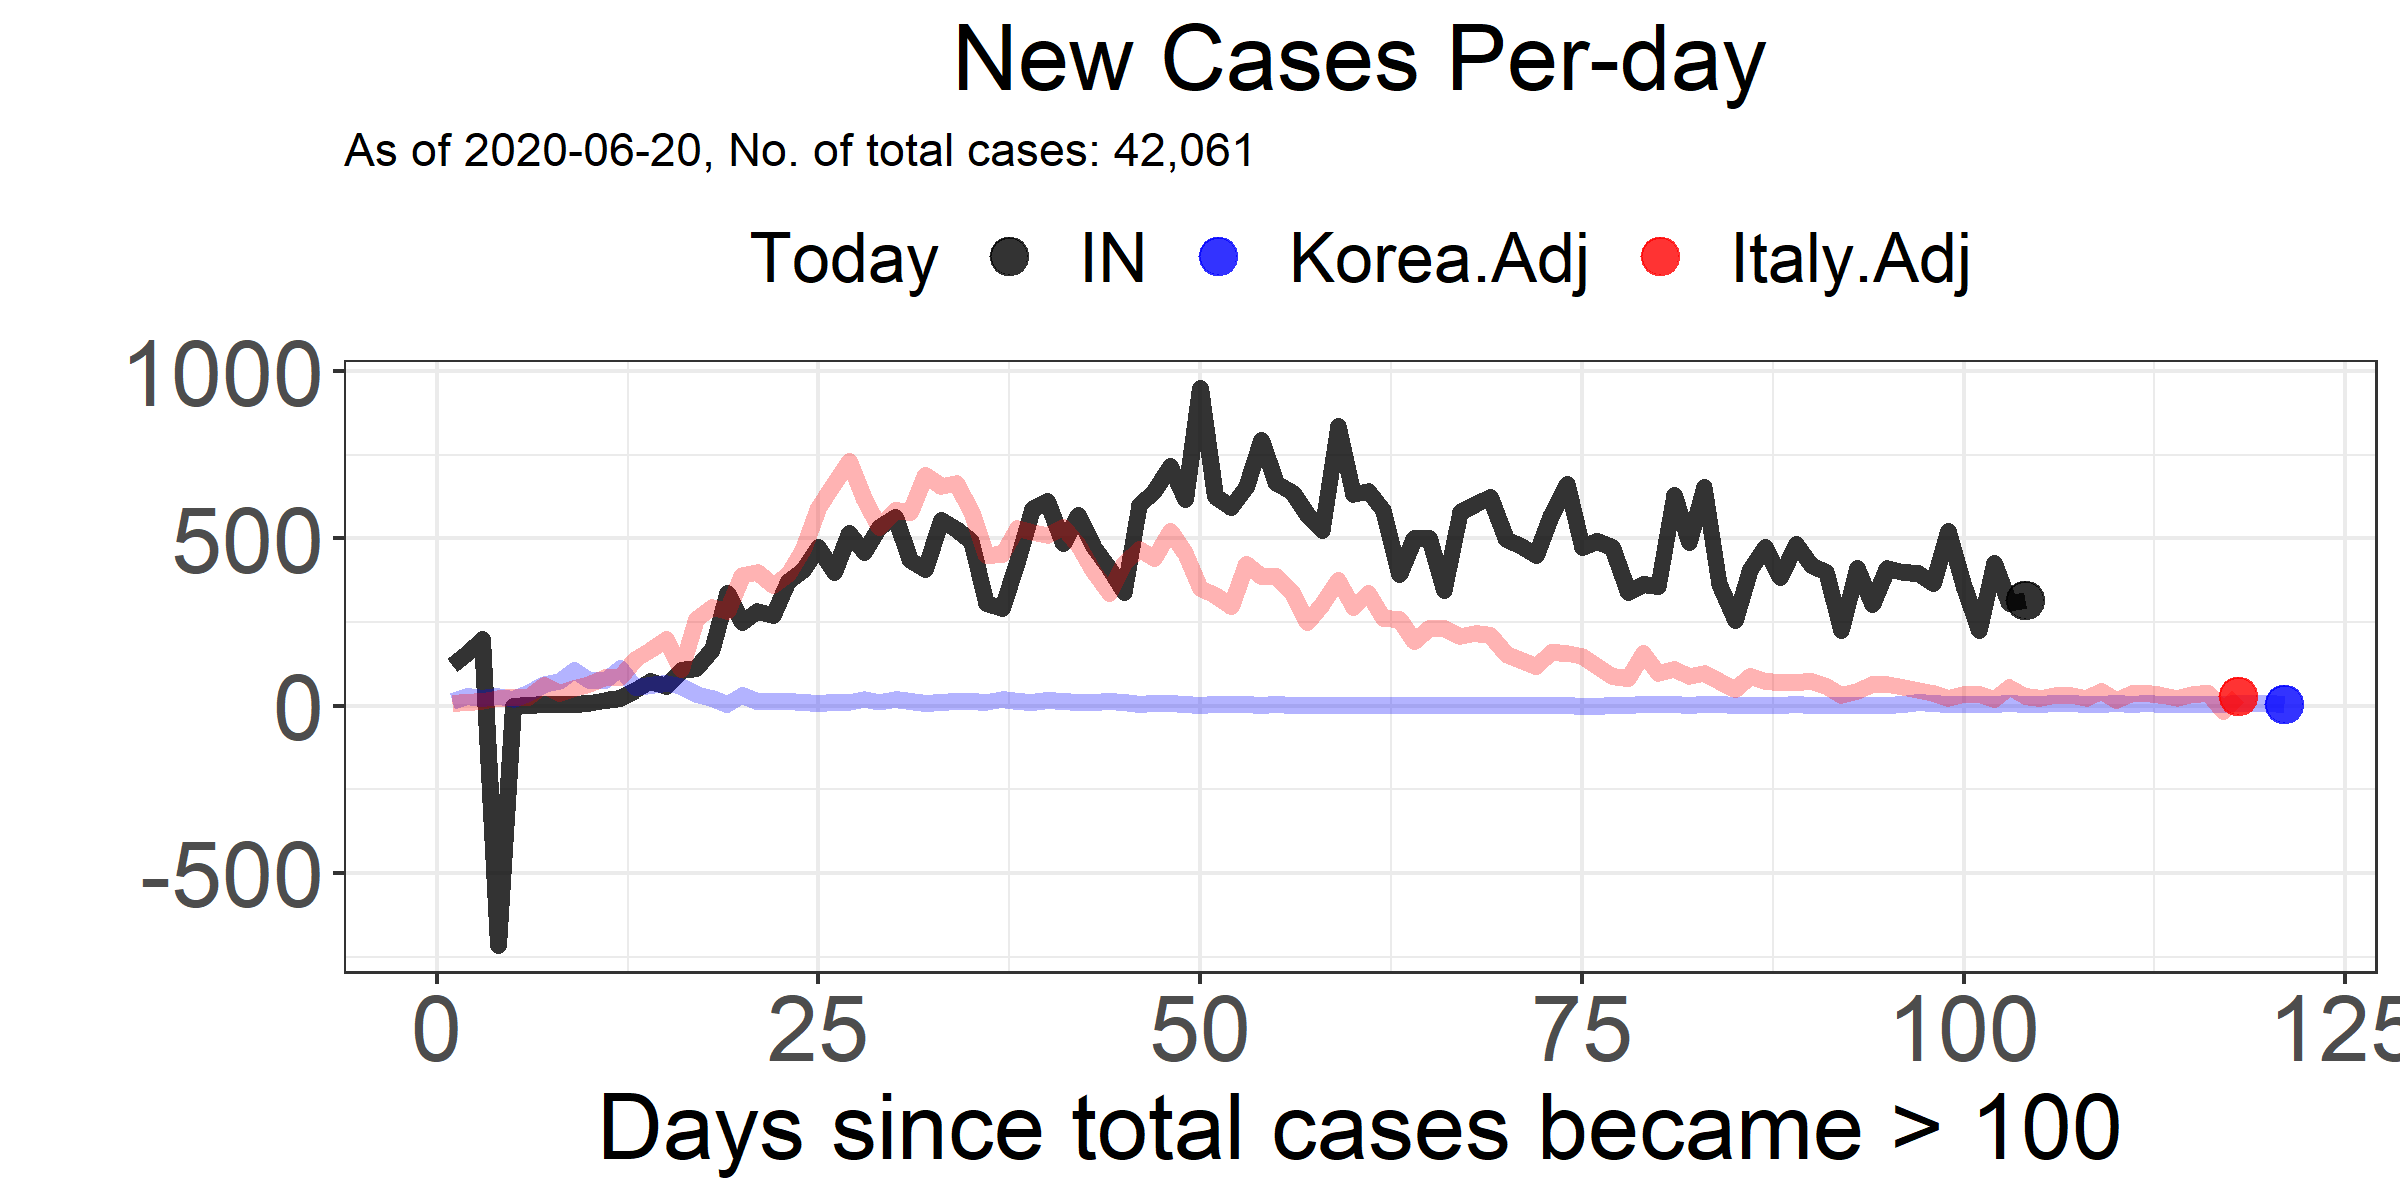 New Cases Per-day
As of 2020-06-20, No. of total cases: 42,061
Today IN Korea.Adj Italy.Adj
1000
500
0
-500
0 25 50 75 100 125
Days since total cases became > 100